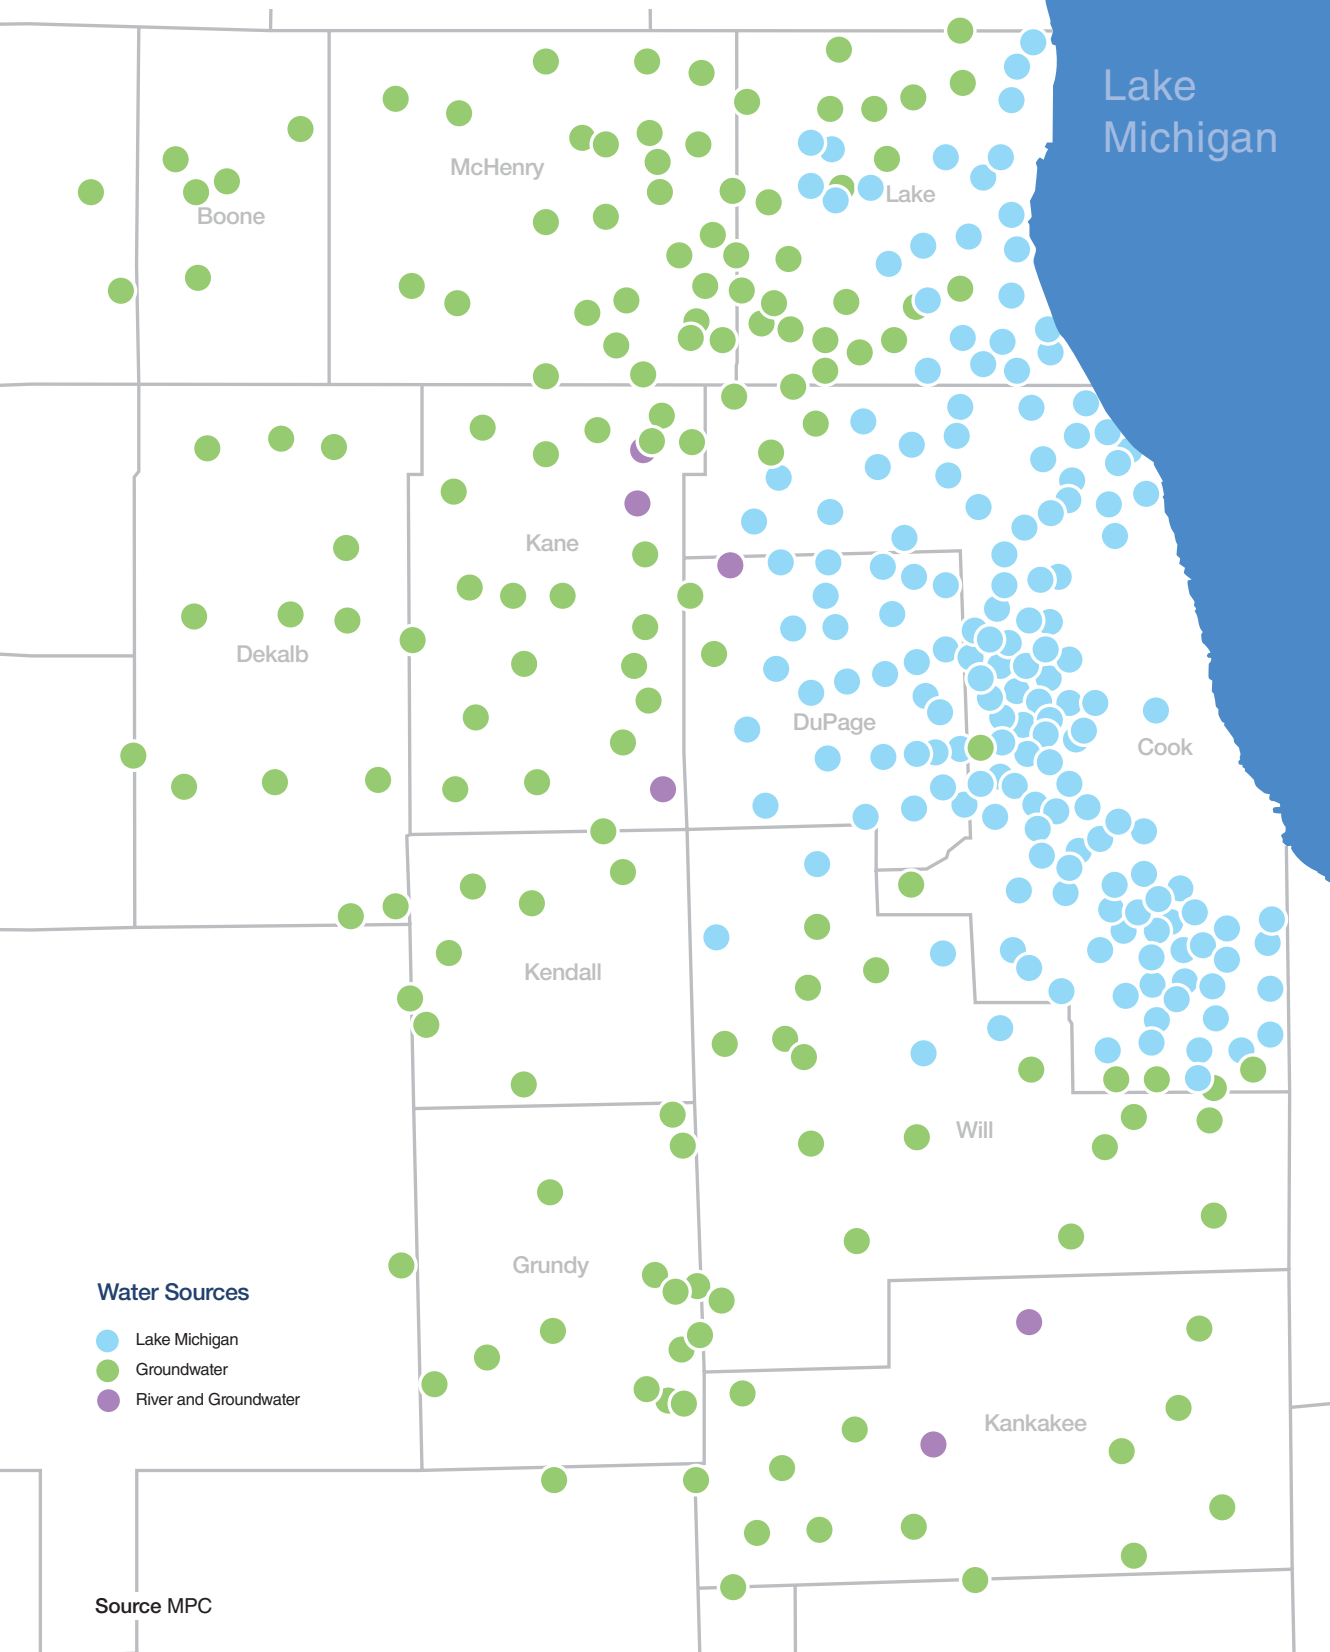 Lake
Michigan
McHenry
Lake
Boone
Kane
Dekalb
DuPage
Cook
Kendall
Will
Grundy
Water Sources
Lake Michigan
Groundwater
River and Groundwater
Kankakee
Source MPC